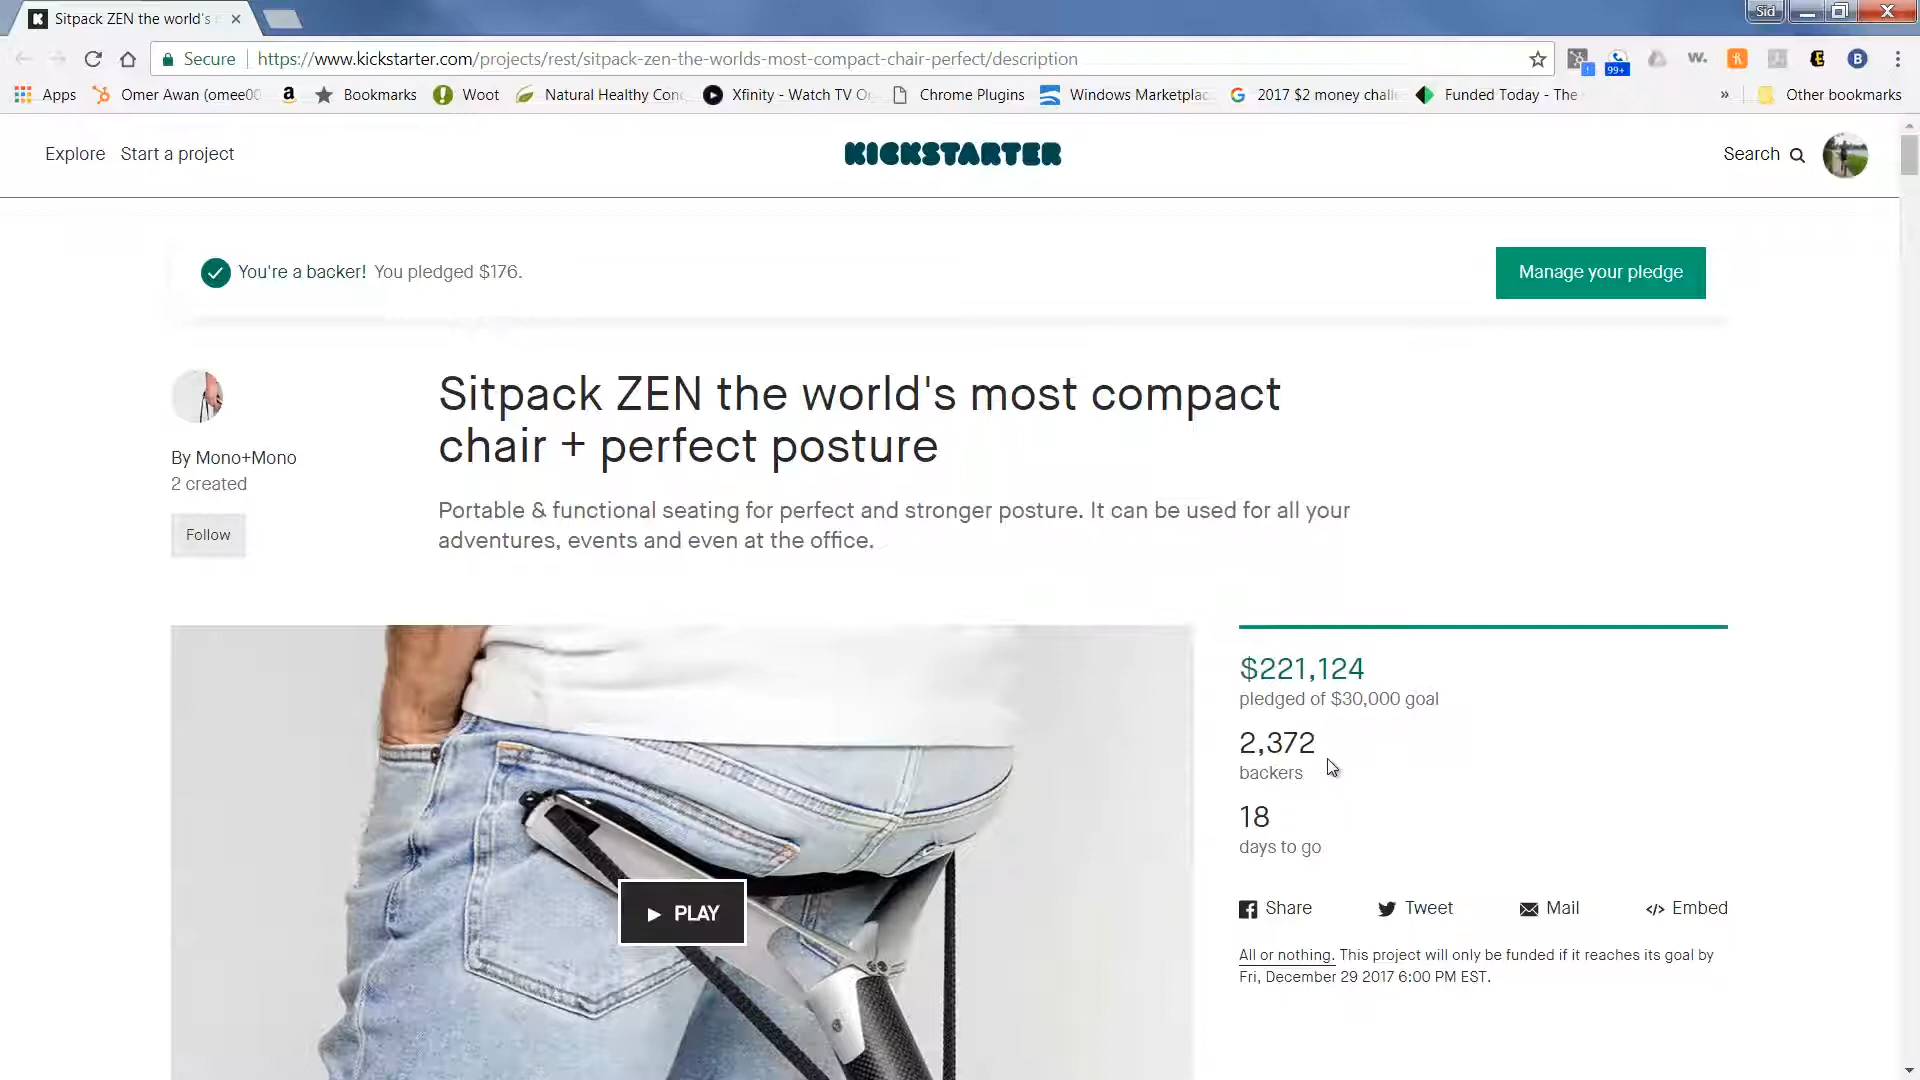 Sitpack ZEN the world's
Sid
Secure
https://www.kickstarter.com/projects/rest/sitpack-zen-the-worlds-most-compact-chair-perfect/description
99+
Apps
Omer Awan (omee00
Bookmarks
Woot
Natural Healthy Con
Xfinity - Watch TV O
Chrome Plugins
Windows Marketplac
2017 $2 money challe
Funded Today - The
»
Other bookmarks
Explore
Start a project
KICKSTARTER
Search
You're a backer! You pledged $176.
Manage your pledge
By Mono+Mono
2 created
Follow
Sitpack ZEN the world's most compact
chair + perfect posture
Portable & functional seating for perfect and stronger posture. It can be used for all your
adventures, events and even at the office.
PLAY
$221,124
pledged of $30,000 goal
2,372
backers
18
days to go
Share
Tweet
Mail
Embed
All or nothing. This project will only be funded if it reaches its goal by
Fri, December 29 2017 6:00 PM EST.